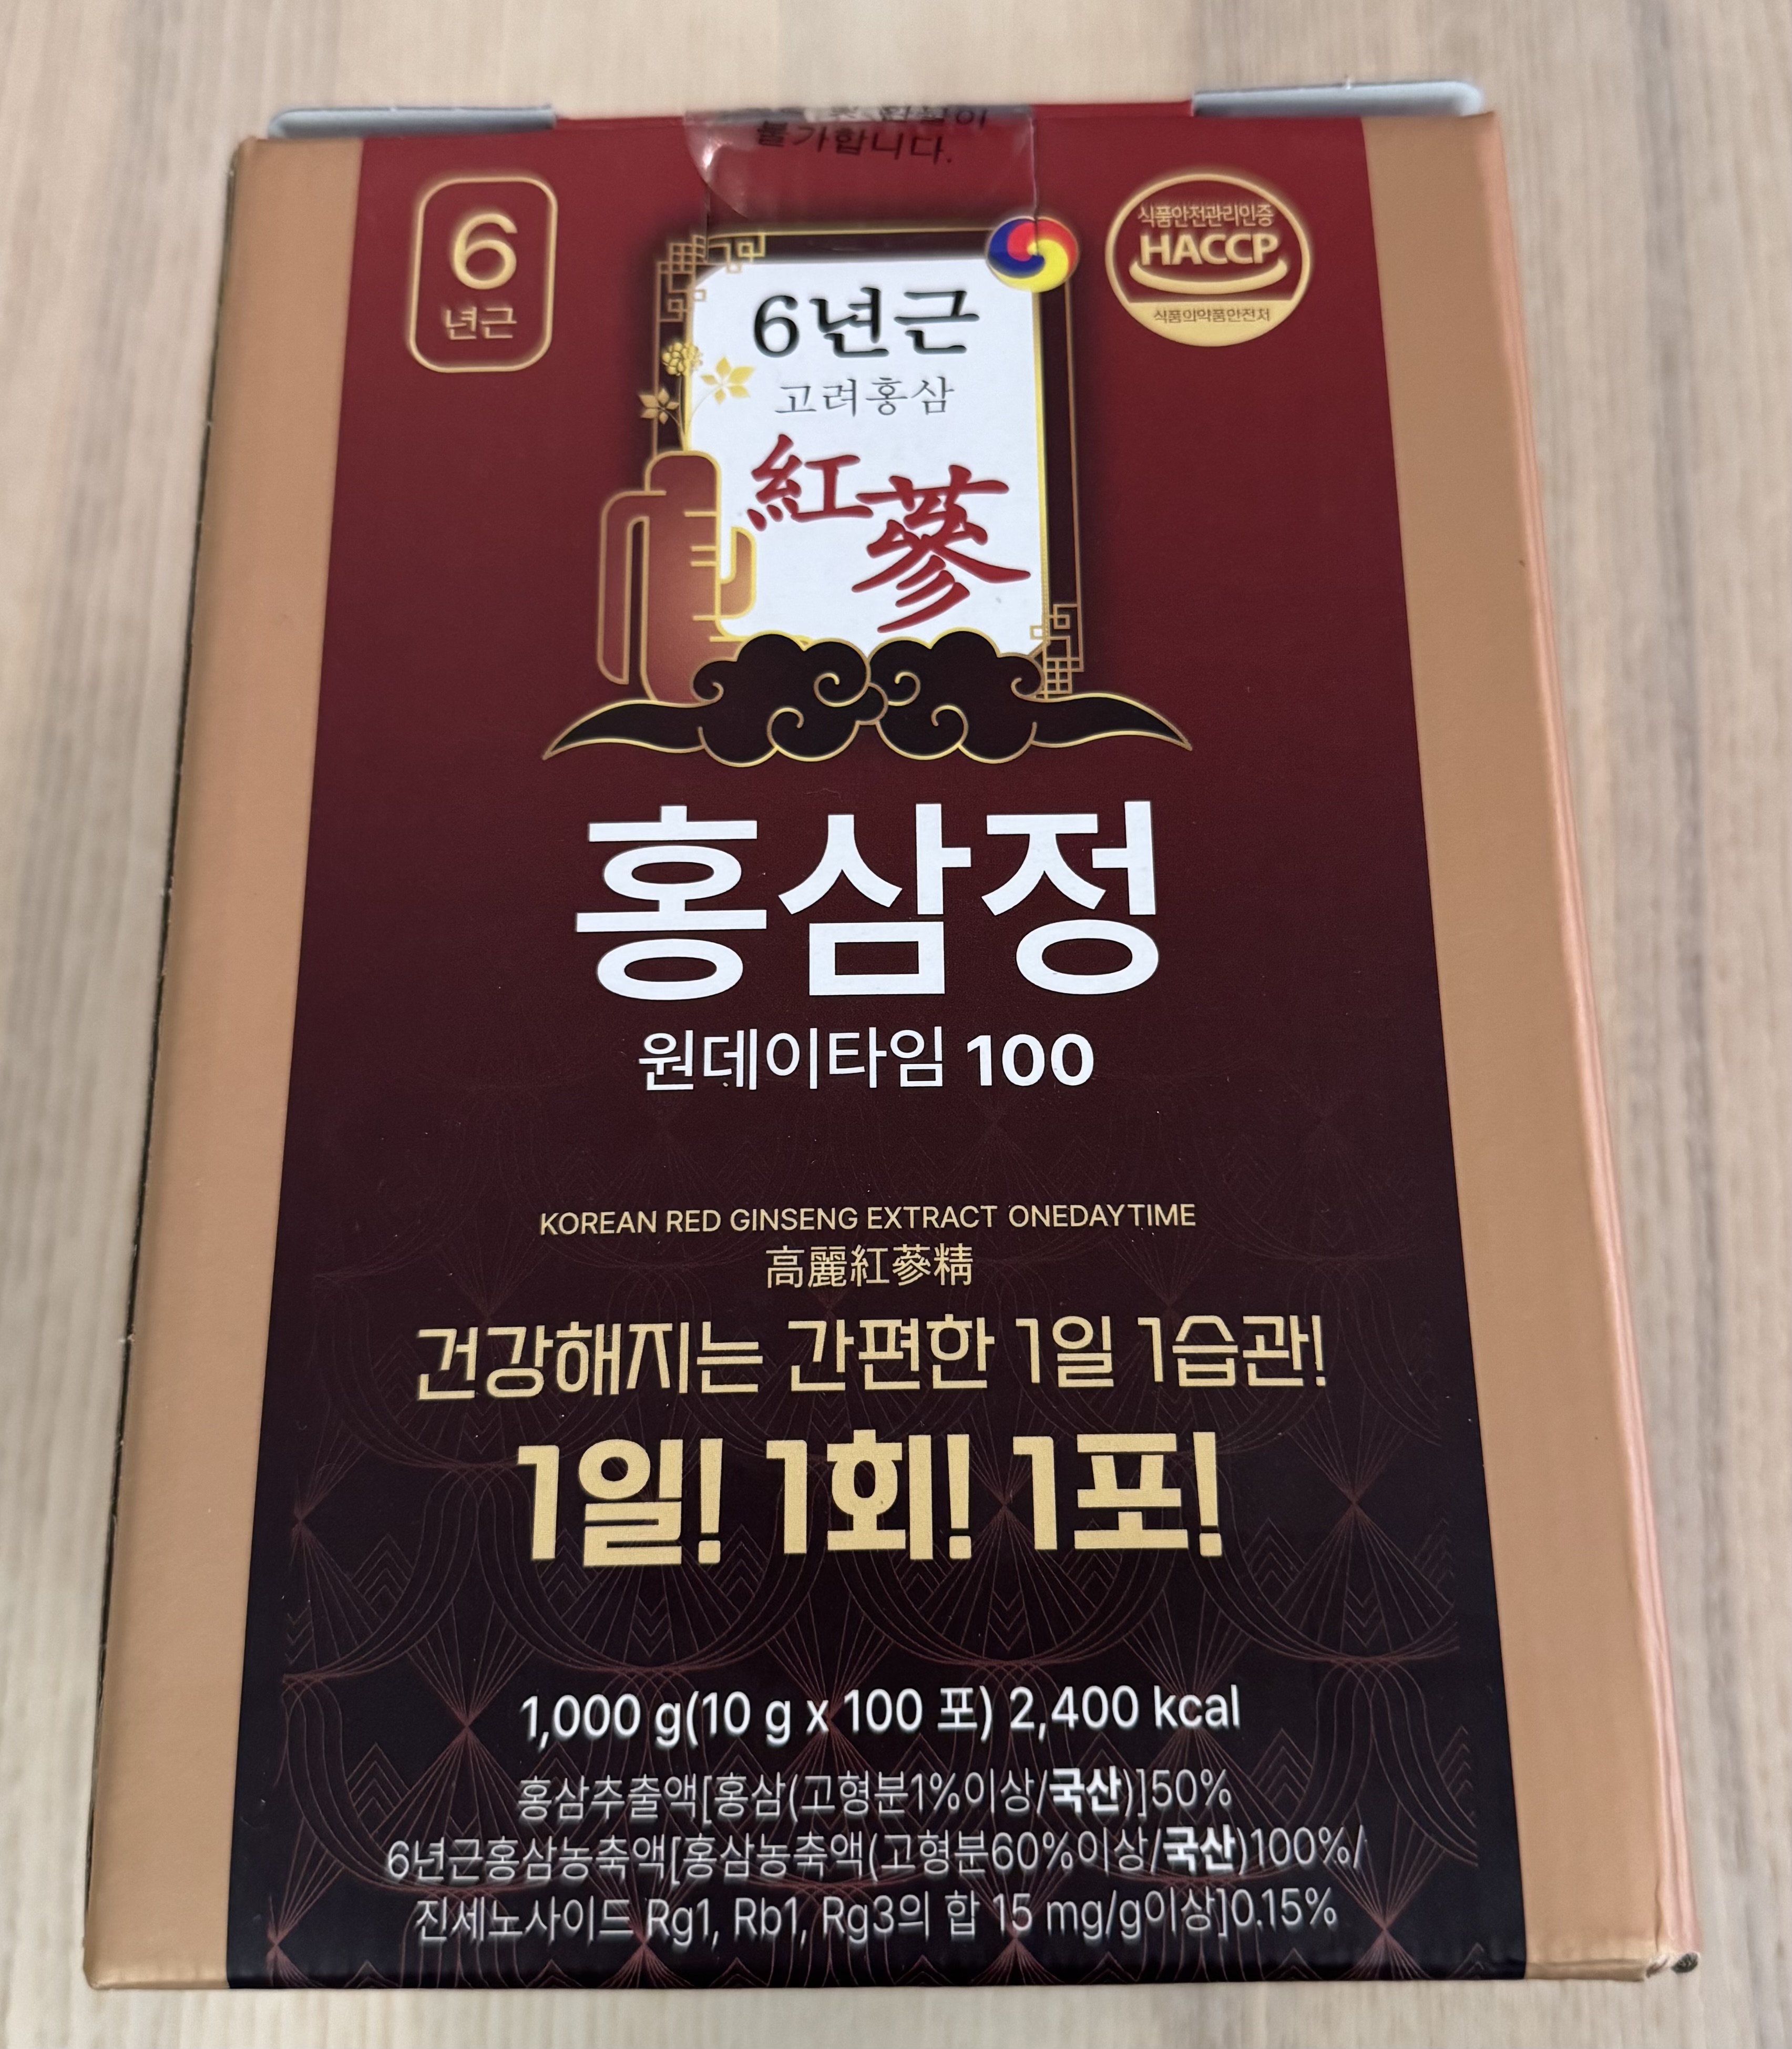 불가합니다.
6
년근
식품안전관리인증
HACCP
식품의약품안전처
6년근
고려홍삼
紅蔘
홍삼정
원데이타임 100
KOREAN RED GINSENG EXTRACT ONEDAYTIME
高麗紅蔘精
건강해지는 간편한 1일 1습관!
1일! 1회! 1포!
1,000 g(10 g x 100 포) 2,400 kcal
홍삼추출액[홍삼(고형분1%이상/국산)]50%
6년근홍삼농축액[홍삼농축액(고형분60%이상/국산)100%/
진세노사이드 Rg1, Rb1, Rg3의 합 15 mg/g이상]0.15%